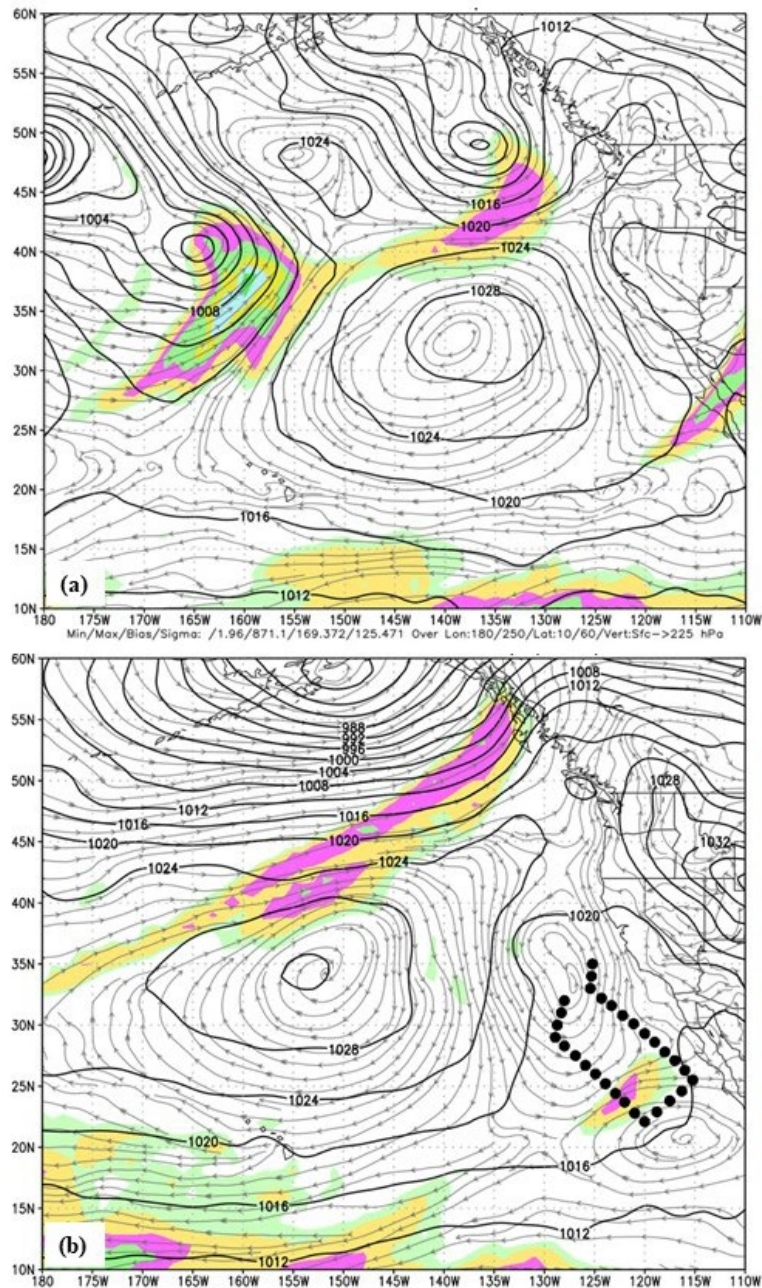 60N
1012
55N
1024
50N
45N
1004
1016
1020
40N
1024
35N
1028
1008
30N
25N
1024
20N
1020
1016
15N
(a)
1012
10N
180 175W 170W 165W 160W 155W 150W 145W 140W 135W 130W 125W 120W 115W 110W
Min/Max/Bias/Sigma: /1.96/871.1/169.372/125.471 Over Lon:180/250/Lat:10/60/Vert:Sfc->225 hPa
60N
1008
1012
55N
988
992
996
1000
50N
1004
1028
1008
1012
1016
1016
45N
1020
1020
1032
1024
1024
40N
1020
35N
30N
1028
25N
1024
20N
1020
1016
1016
15N
1012
(b)
1012
10N
180 175W 170W 165W 160W 155W 150W 145W 140W 135W 130W 125W 120W 115W 110W